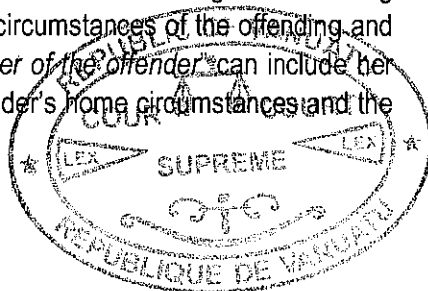 circumstances of the offending and
er of the offender" can include her
der's home circumstances and the
REPUBLIC OF VANUATU
COUR COURT
LEX LEX
SUPREME
REPUBLIQUE DE VANUATU